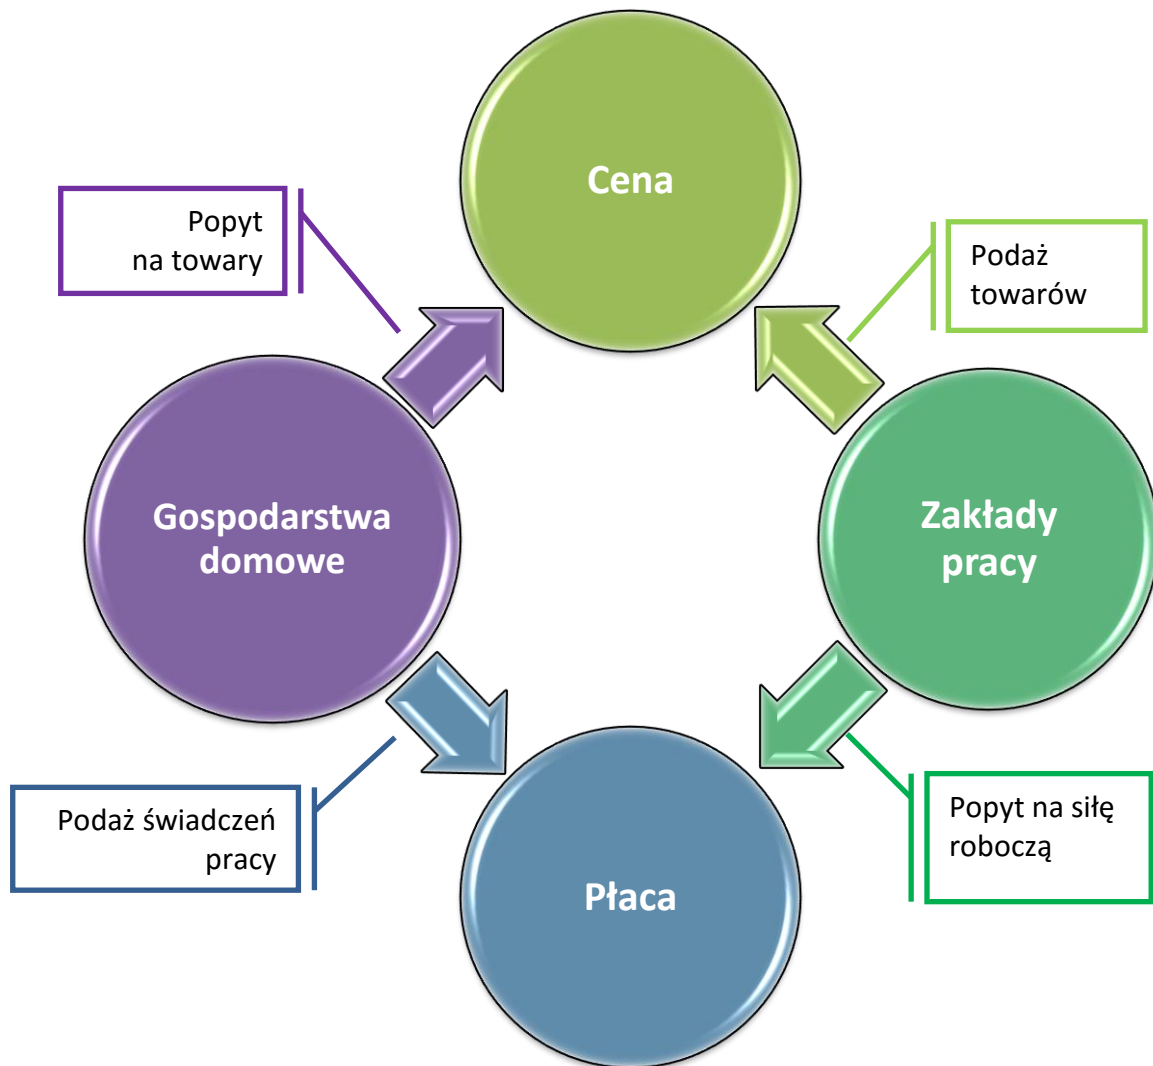 Cena
Popyt
na towary
Podaż
towarów
Gospodarstwa
domowe
Zakłady
pracy
Podaż świadczeń
pracy
Popyt na siłę
roboczą
Płaca